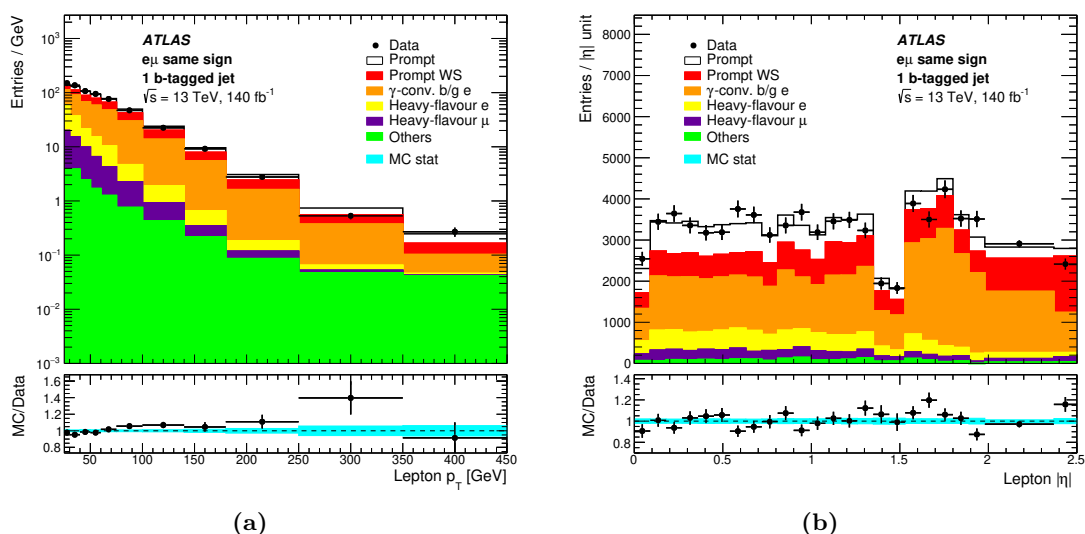 Entries / GeV
10³
10²
10
1
10⁻¹
10⁻²
10⁻³
ATLAS
eμ same sign
1 b-tagged jet
√s = 13 TeV, 140 fb⁻¹
Data
Prompt
Prompt WS
γ-conv. b/g e
Heavy-flavour e
Heavy-flavour μ
Others
MC stat
MC/Data
1.6
1.4
1.2
1.0
0.8
50 100 150 200 250 300 350 400 450
Lepton p_T [GeV]
(a)
Entries / |η| unit
8000
7000
6000
5000
4000
3000
2000
1000
0
ATLAS
eμ same sign
1 b-tagged jet
√s = 13 TeV, 140 fb⁻¹
Data
Prompt
Prompt WS
γ-conv. b/g e
Heavy-flavour e
Heavy-flavour μ
Others
MC stat
MC/Data
1.4
1.2
1
0.8
0 0.5 1 1.5 2 2.5
Lepton |η|
(b)